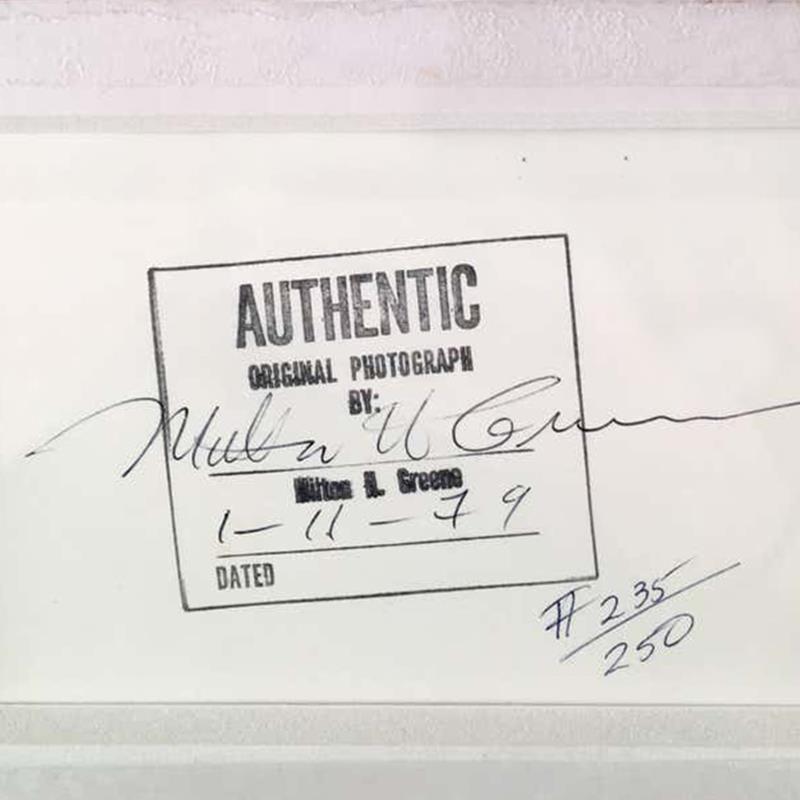 AUTHENTIC
ORIGINAL PHOTOGRAPH
BY:
Milton H Greene
Milton H. Greene
1-11-79
DATED
# 235/250